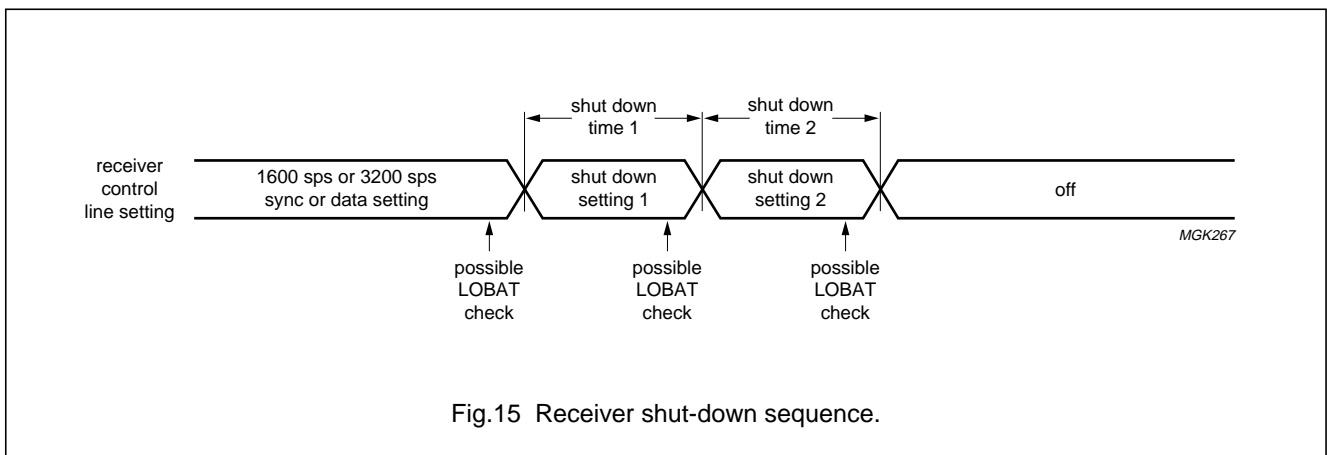 shut down
time 1
shut down
time 2
receiver
control
line setting
1600 sps or 3200 sps
sync or data setting
shut down
setting 1
shut down
setting 2
off
MGK267
possible
LOBAT
check
possible
LOBAT
check
possible
LOBAT
check
Fig.15 Receiver shut-down sequence.